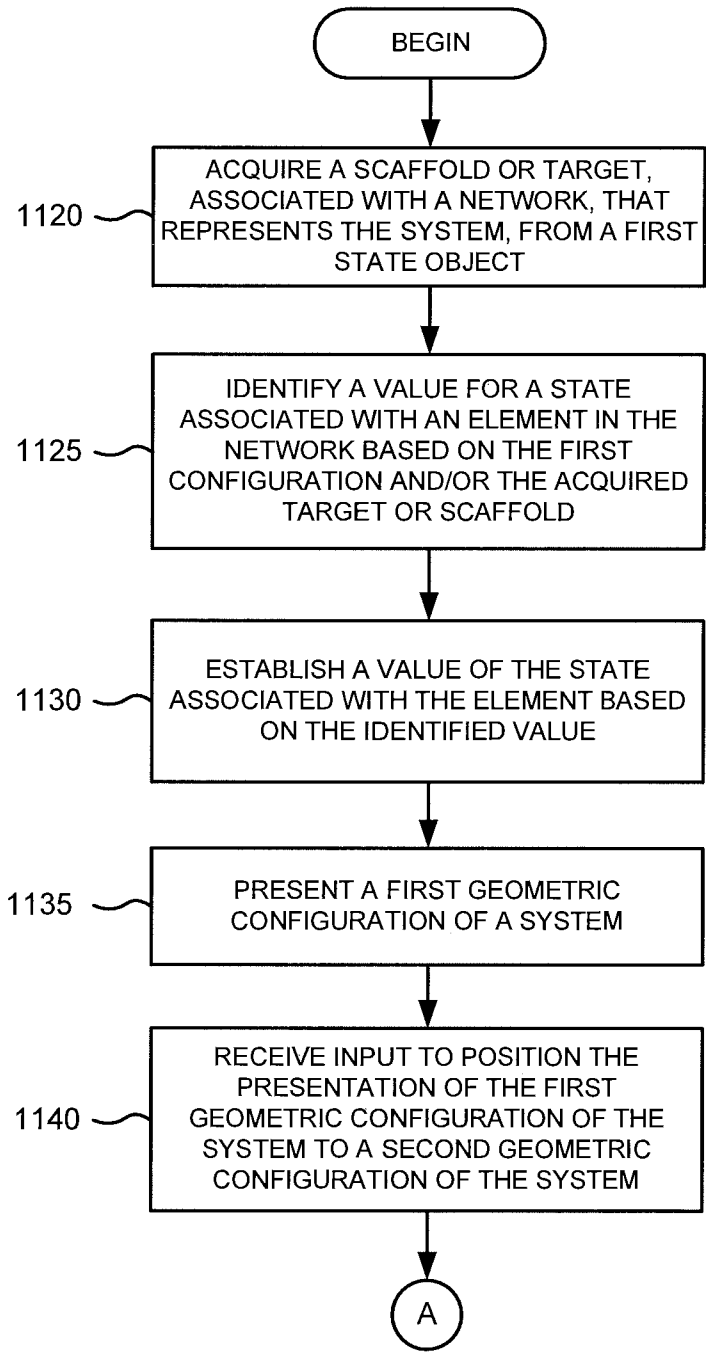 BEGIN
1120
ACQUIRE A SCAFFOLD OR TARGET,
ASSOCIATED WITH A NETWORK, THAT
REPRESENTS THE SYSTEM, FROM A FIRST
STATE OBJECT
1125
IDENTIFY A VALUE FOR A STATE
ASSOCIATED WITH AN ELEMENT IN THE
NETWORK BASED ON THE FIRST
CONFIGURATION AND/OR THE ACQUIRED
TARGET OR SCAFFOLD
1130
ESTABLISH A VALUE OF THE STATE
ASSOCIATED WITH THE ELEMENT BASED
ON THE IDENTIFIED VALUE
1135
PRESENT A FIRST GEOMETRIC
CONFIGURATION OF A SYSTEM
1140
RECEIVE INPUT TO POSITION THE
PRESENTATION OF THE FIRST
GEOMETRIC CONFIGURATION OF THE
SYSTEM TO A SECOND GEOMETRIC
CONFIGURATION OF THE SYSTEM
A